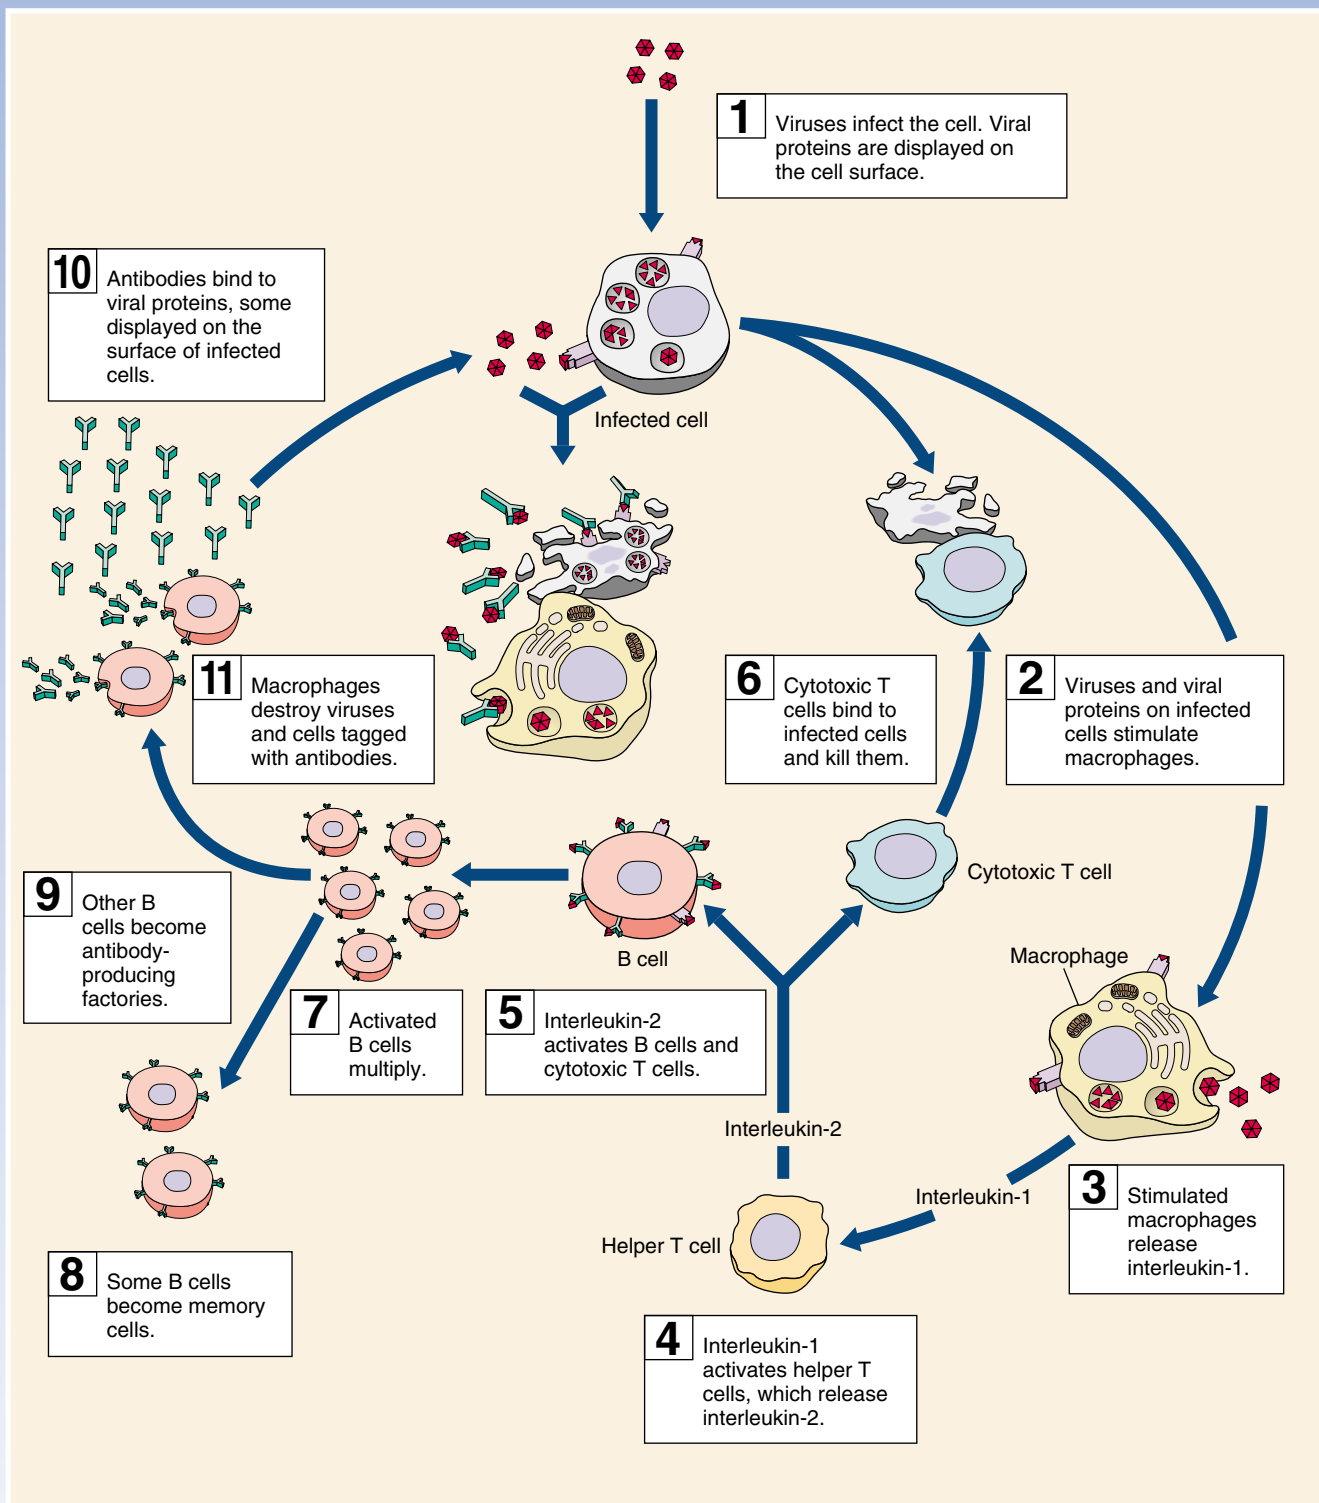 1
Viruses infect the cell. Viral
proteins are displayed on
the cell surface.
10
Antibodies bind to
viral proteins, some
displayed on the
surface of infected
cells.
Infected cell
11
Macrophages
destroy viruses
and cells tagged
with antibodies.
6
Cytotoxic T
cells bind to
infected cells
and kill them.
2
Viruses and viral
proteins on infected
cells stimulate
macrophages.
9
Other B
cells become
antibody-
producing
factories.
Cytotoxic T cell
B cell
Macrophage
7
Activated
B cells
multiply.
5
Interleukin-2
activates B cells and
cytotoxic T cells.
Interleukin-2
Interleukin-1
3
Stimulated
macrophages
release
interleukin-1.
Helper T cell
8
Some B cells
become memory
cells.
4
Interleukin-1
activates helper T
cells, which release
interleukin-2.